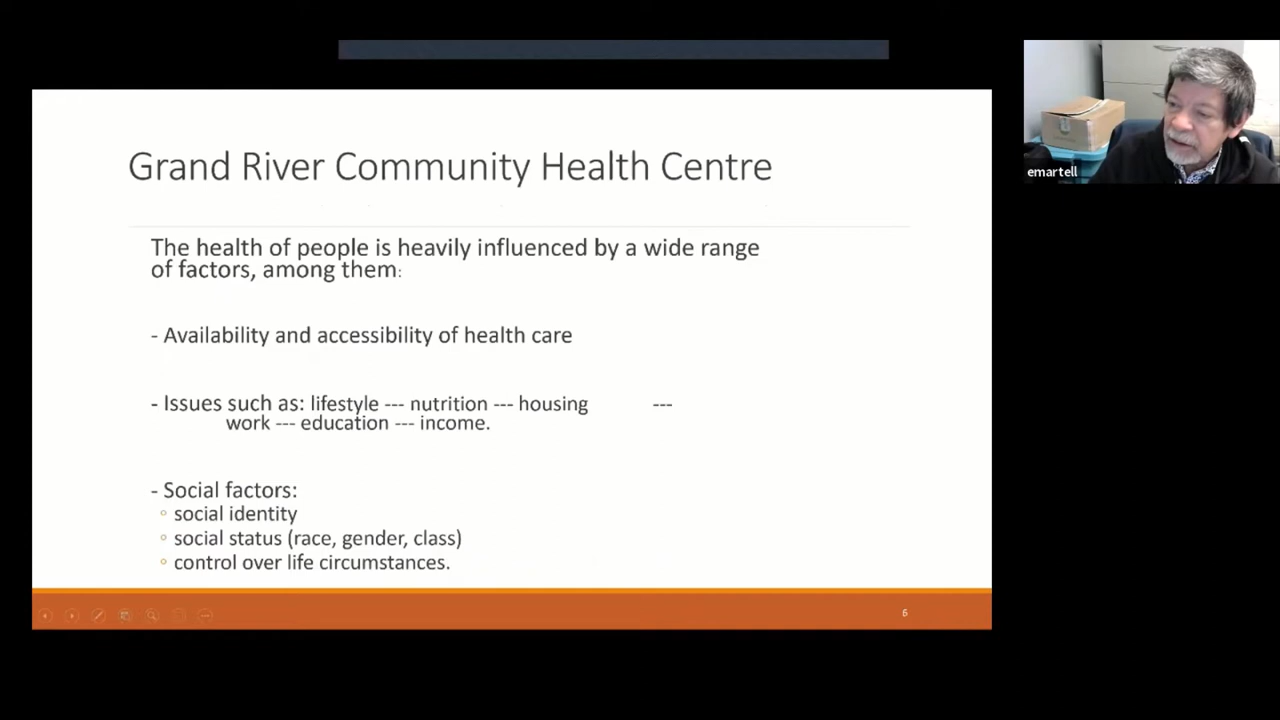 Grand River Community Health Centre
emartell
The health of people is heavily influenced by a wide range
of factors, among them:
- Availability and accessibility of health care
- Issues such as: lifestyle --- nutrition --- housing ---
work --- education --- income.
- Social factors:
◦ social identity
◦ social status (race, gender, class)
◦ control over life circumstances.
6